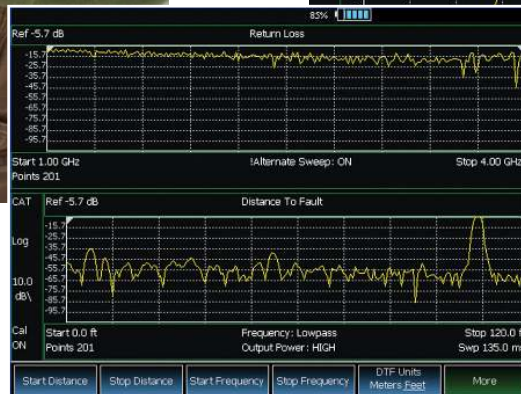 85%
Ref -5.7 dB Return Loss
-15.7
-25.7
-35.7
-45.7
-55.7
-65.7
-75.7
-85.7
-95.7
Start 1.00 GHz !Alternate Sweep: ON Stop 4.00 GHz
Points 201
CAT Ref -5.7 dB Distance To Fault
Log
10.0
dB\
Cal
ON
-15.7
-25.7
-35.7
-45.7
-55.7
-65.7
-75.7
-85.7
-95.7
Start 0.0 ft Frequency: Lowpass Stop 120.0 f
Points 201 Output Power: HIGH Swp 135.0 m
Start Distance Stop Distance Start Frequency Stop Frequency DTF Units More
Meters Feet